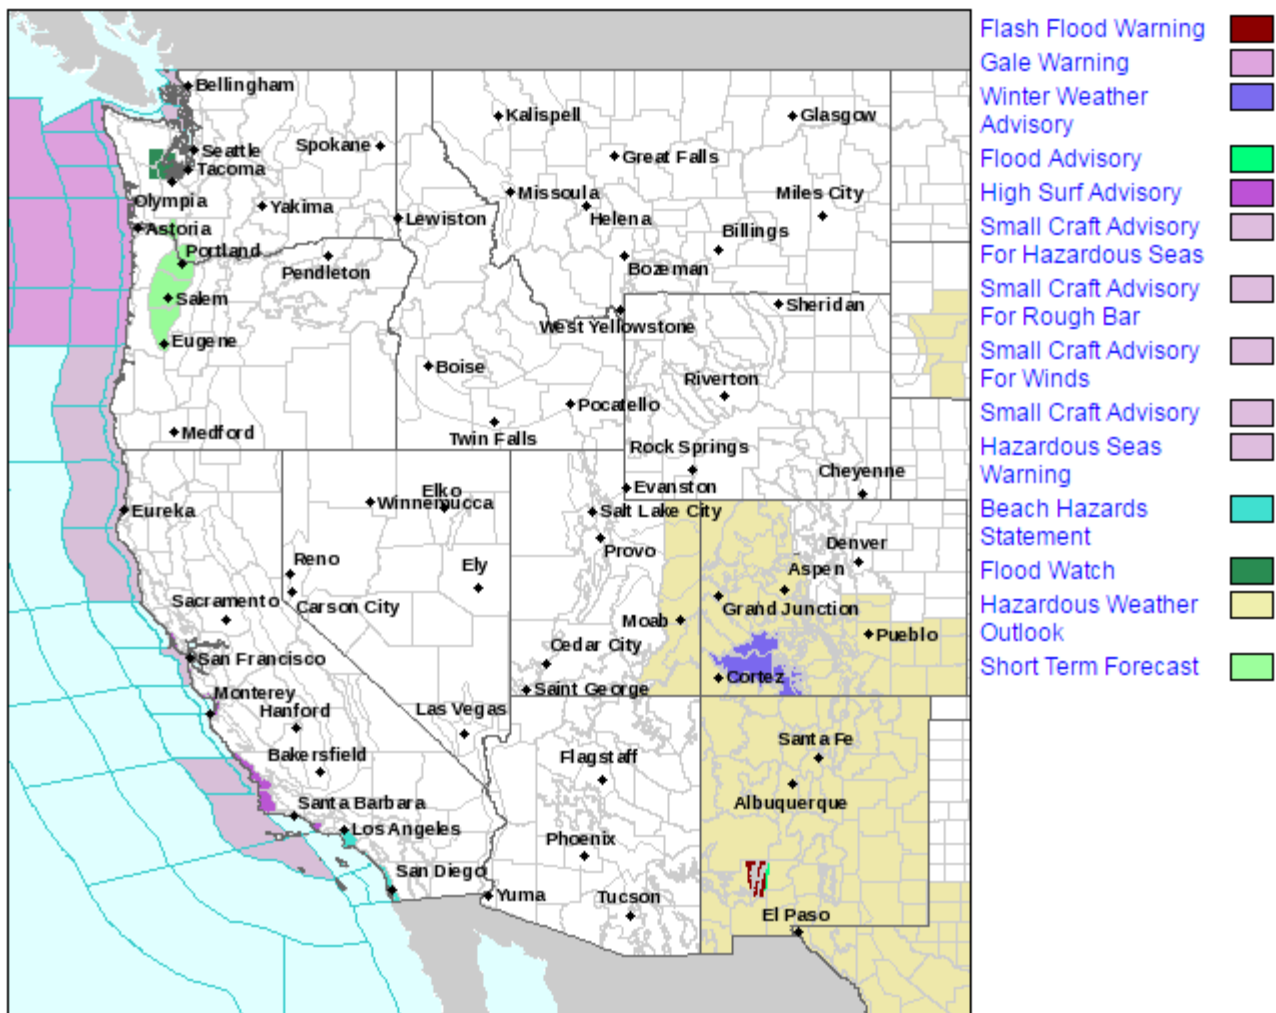 Bellingham
Kalispell
Glasgow
Seattle
Spokane
Great Falls
Tacoma
Missoula
Miles City
Olympia
Yakima
Lewiston
Helena
Astoria
Billings
Portland
Pendleton
Bozeman
Salem
Sheridan
West Yellowstone
Eugene
Boise
Riverton
Pocatello
Medford
Twin Falls
Rock Springs
Cheyenne
Evanston
Elko
Winnemucca
Eureka
Salt Lake City
Provo
Denver
Reno
Ely
Aspen
Sacramento
Carson City
Grand Junction
Moab
Pueblo
Cedar City
San Francisco
Cortez
Saint George
Monterey
Hanford
Las Vegas
Santa Fe
Bakersfield
Flagstaff
Albuquerque
Santa Barbara
Los Angeles
Phoenix
San Diego
Yuma
Tucson
El Paso
Flash Flood Warning
Gale Warning
Winter Weather
Advisory
Flood Advisory
High Surf Advisory
Small Craft Advisory
For Hazardous Seas
Small Craft Advisory
For Rough Bar
Small Craft Advisory
For Winds
Small Craft Advisory
Hazardous Seas
Warning
Beach Hazards
Statement
Flood Watch
Hazardous Weather
Outlook
Short Term Forecast